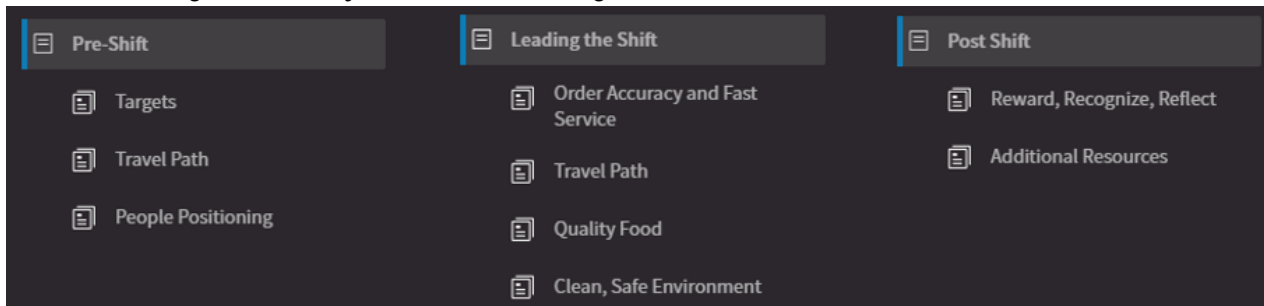 Pre-Shift
Targets
Travel Path
People Positioning
Leading the Shift
Order Accuracy and Fast
Service
Travel Path
Quality Food
Clean, Safe Environment
Post Shift
Reward, Recognize, Reflect
Additional Resources